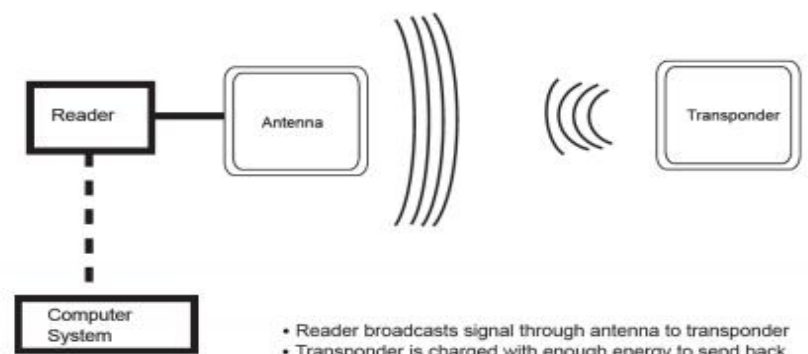 Reader
Antenna
Transponder
Computer
System
• Reader broadcasts signal through antenna to transponder
• Transponder is charged with enough energy to send back